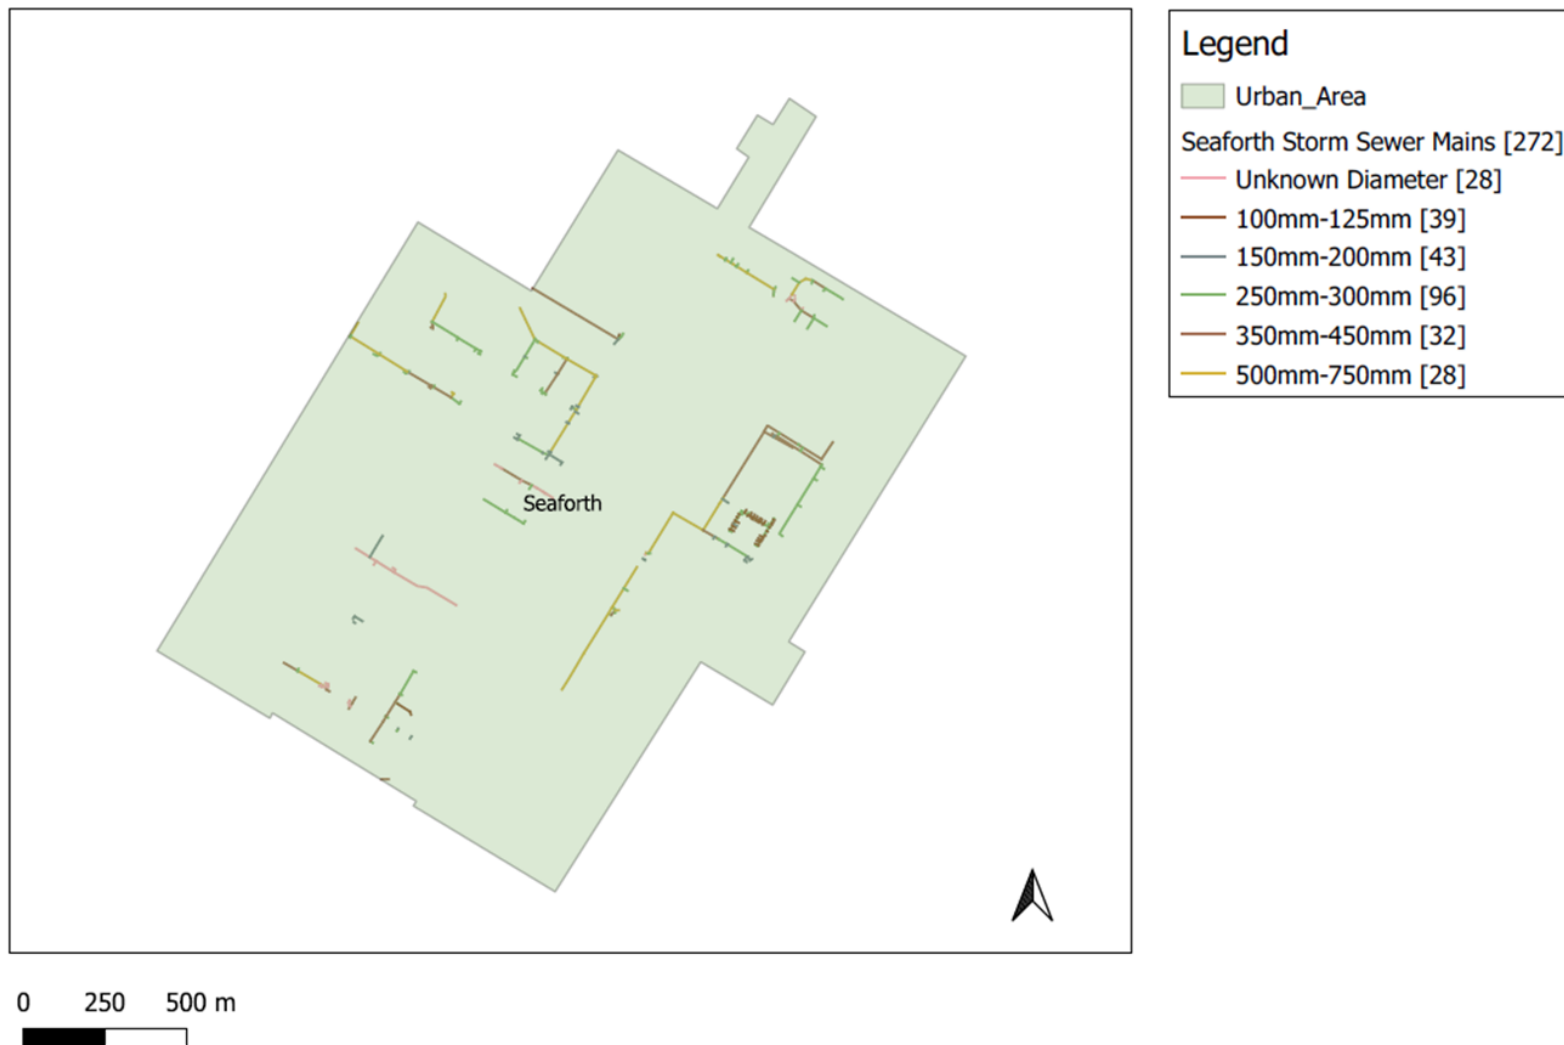 Legend
Urban_Area
Seaforth Storm Sewer Mains [272]
Unknown Diameter [28]
100mm-125mm [39]
150mm-200mm [43]
250mm-300mm [96]
350mm-450mm [32]
500mm-750mm [28]
Seaforth
0 250 500 m